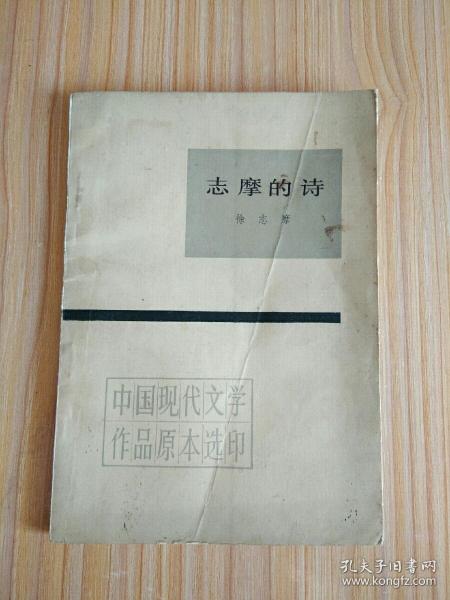 志摩的诗
徐志摩
中国现代文学
作品原本选印
孔夫子旧书网
www.kongfz.com